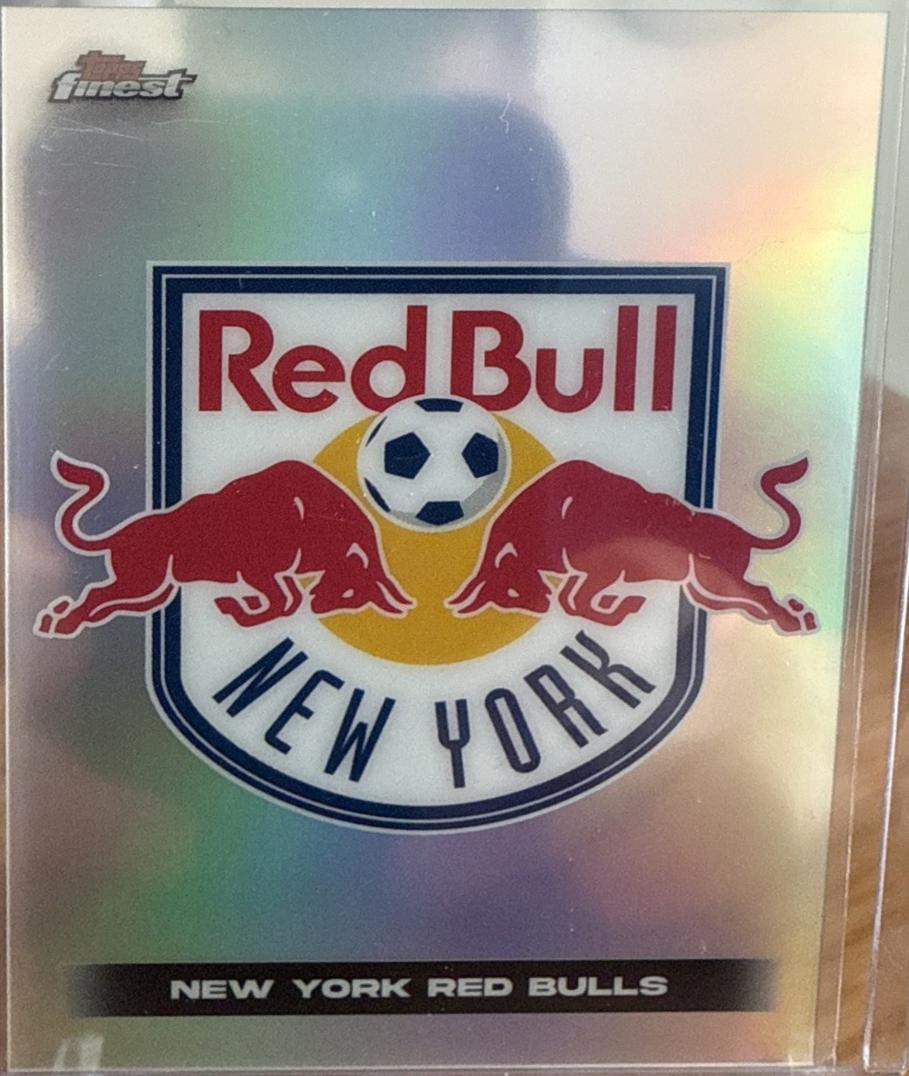 Topps
finest
Red Bull
NEW YORK
NEW YORK RED BULLS